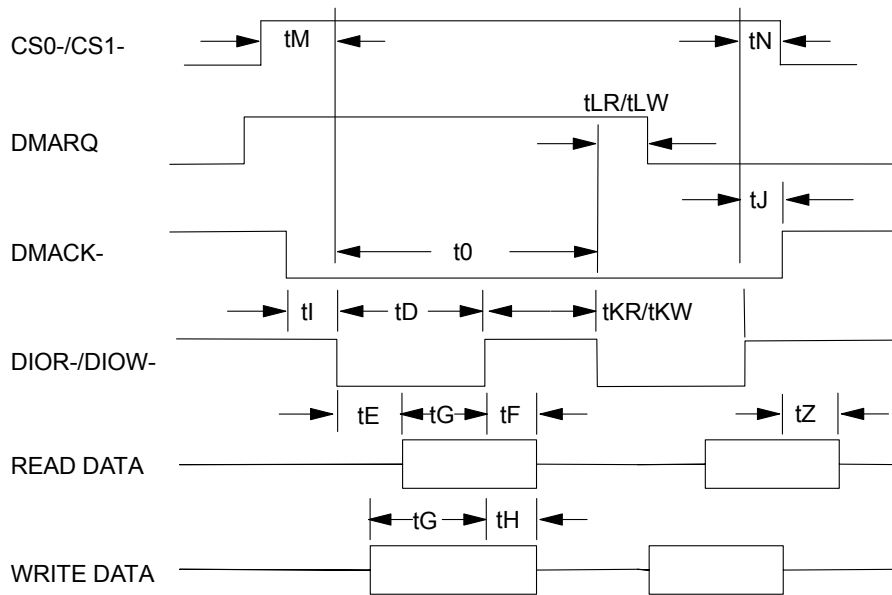 CS0-/CS1- tM tN
tLR/tLW
DMARQ
tJ
DMACK- t0
tI tD tKR/tKW
DIOR-/DIOW-
tE tG tF tZ
READ DATA
tG tH
WRITE DATA